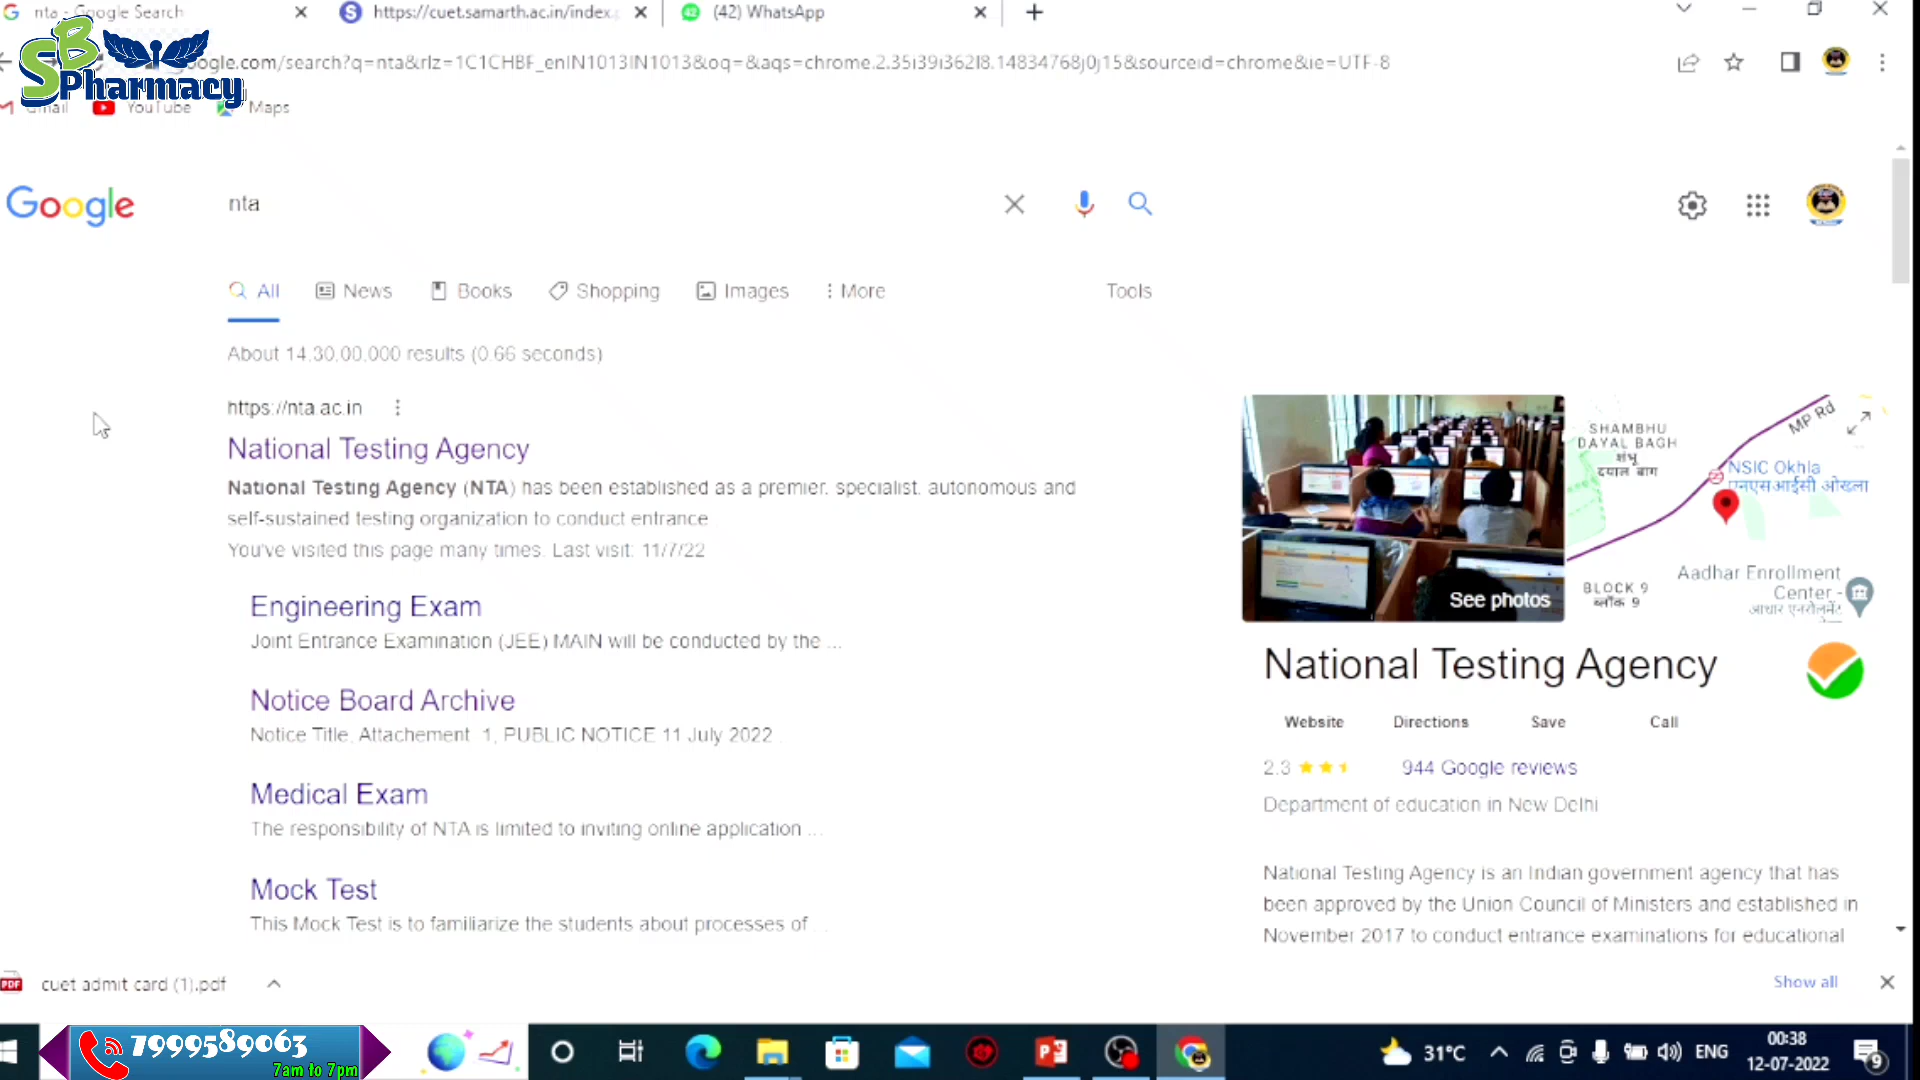 nta - Google Search
https://cuet.samarth.ac.in/index.
(42) WhatsApp
SB
Pharmacy
gle.com/search?q=nta&rlz=1C1CHBF_enIN1013IN1013&oq=&aqs=chrome.2.35i39i362l8.14834768j0j15&sourceid=chrome&ie=UTF-8
Gmail
YouTube
Maps
Google
nta
All
News
Books
Shopping
Images
More
Tools
About 14,30,00,000 results (0.66 seconds)
https://nta.ac.in
National Testing Agency
National Testing Agency (NTA) has been established as a premier, specialist, autonomous and
self-sustained testing organization to conduct entrance
You've visited this page many times. Last visit: 11/7/22
Engineering Exam
Joint Entrance Examination (JEE) MAIN will be conducted by the ...
Notice Board Archive
Notice Title, Attachement 1, PUBLIC NOTICE 11 July 2022
Medical Exam
The responsibility of NTA is limited to inviting online application ...
Mock Test
This Mock Test is to familiarize the students about processes of ...
See photos
SHAMBHU
DAYAL BAGH
शंभू
दयाल बाग
MP Rd
NSIC Okhla
एनएसआईसी ओखला
BLOCK 9
ब्लॉक 9
Aadhar Enrollment
Center -
आधार एनरोलमेंट
National Testing Agency
Website
Directions
Save
Call
2.3
944 Google reviews
Department of education in New Delhi
National Testing Agency is an Indian government agency that has
been approved by the Union Council of Ministers and established in
November 2017 to conduct entrance examinations for educational
cuet admit card (1).pdf
Show all
7999589063
7am to 7pm
31°C
ENG
00:38
12-07-2022
9